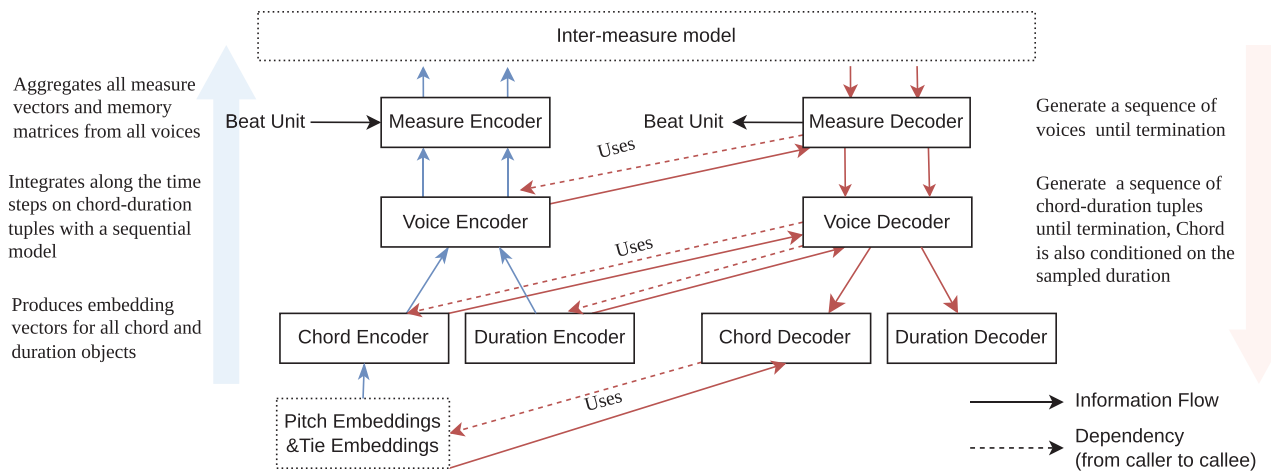 Inter-measure model
Aggregates all measure
vectors and memory
matrices from all voices
Beat Unit
Measure Encoder
Beat Unit
Measure Decoder
Generate a sequence of
voices until termination
Uses
Integrates along the time
steps on chord-duration
tuples with a sequential
model
Voice Encoder
Voice Decoder
Generate a sequence of
chord-duration tuples
until termination, Chord
is also conditioned on the
sampled duration
Uses
Produces embedding
vectors for all chord and
duration objects
Chord Encoder
Duration Encoder
Chord Decoder
Duration Decoder
Uses
Pitch Embeddings
&Tie Embeddings
Information Flow
Dependency
(from caller to callee)